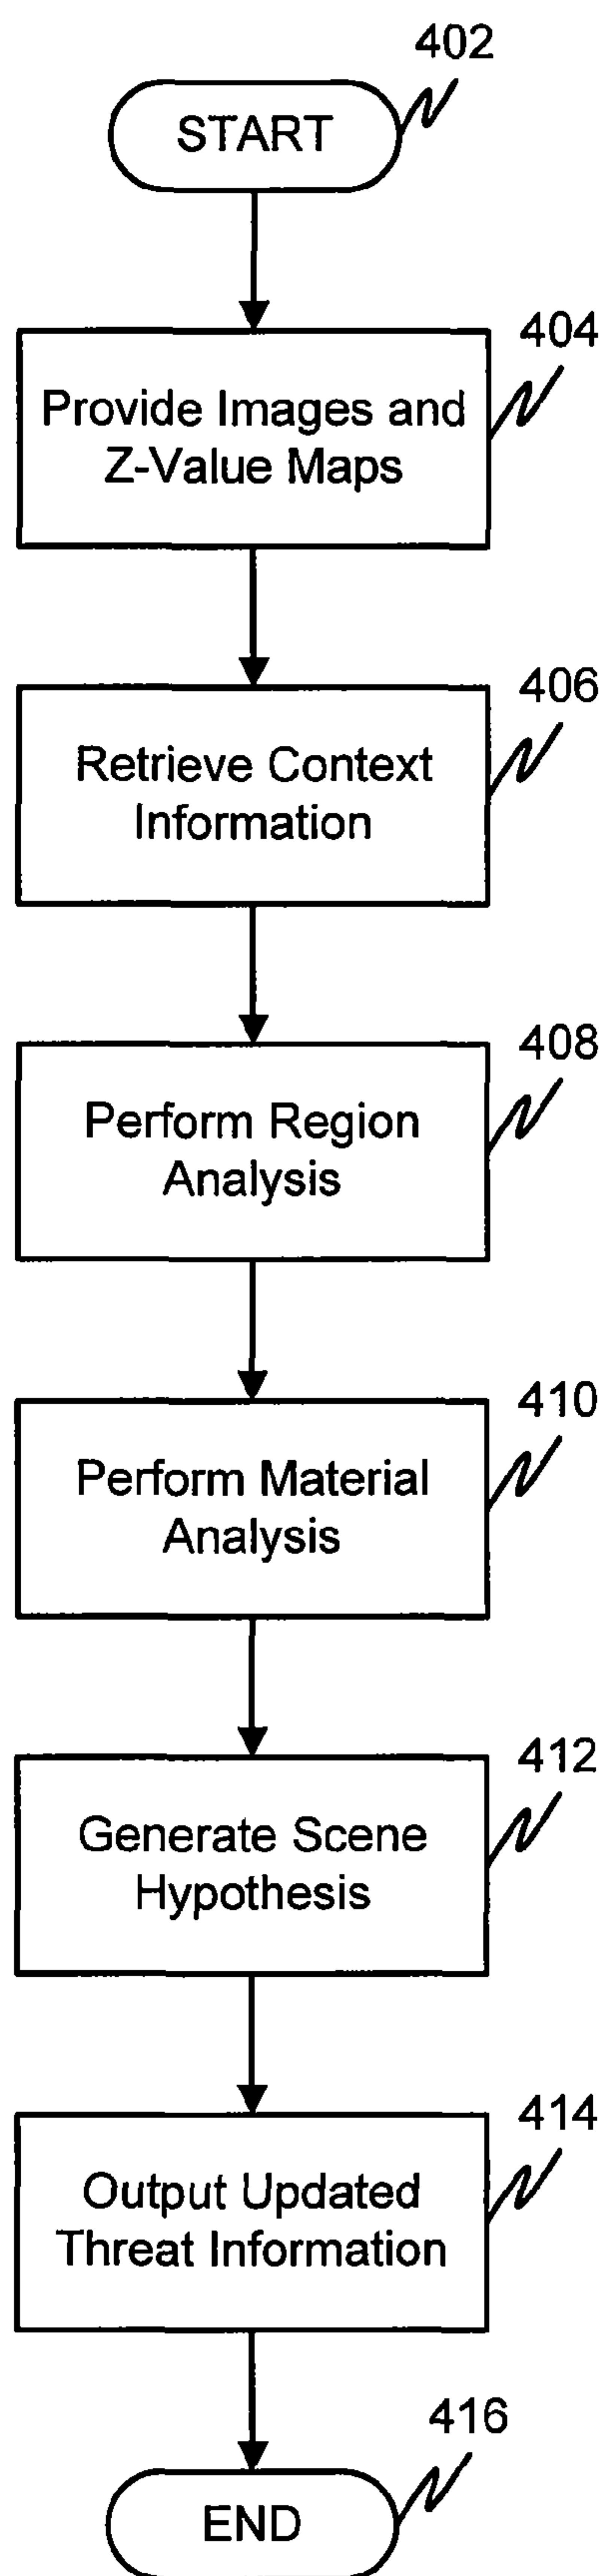 402
START
404
Provide Images and
Z-Value Maps
406
Retrieve Context
Information
408
Perform Region
Analysis
410
Perform Material
Analysis
412
Generate Scene
Hypothesis
414
Output Updated
Threat Information
416
END